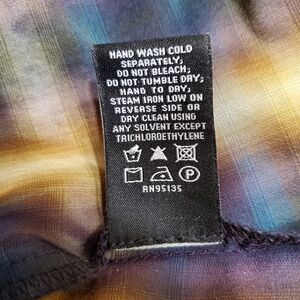 HAND WASH COLD
SEPARATELY;
DO NOT BLEACH;
DO NOT TUMBLE DRY;
HANG TO DRY;
STEAM IRON LOW ON
REVERSE SIDE OR
DRY CLEAN USING
ANY SOLVENT EXCEPT
TRICHLOROETHYLENE
P
RN95135